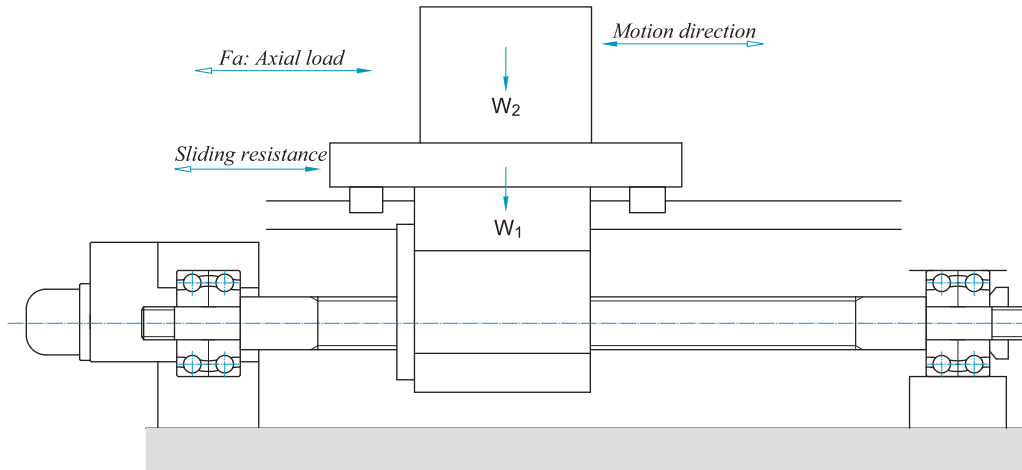 Motion direction
Fa: Axial load
W₂
Sliding resistance
W₁